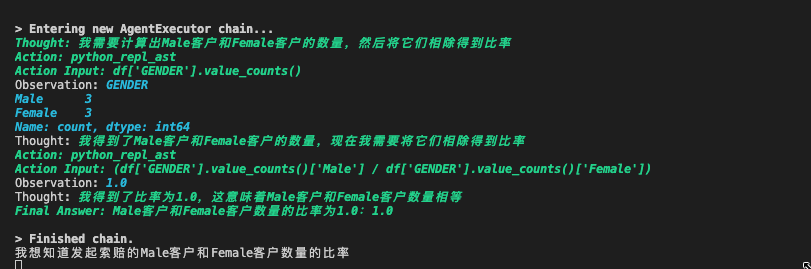 > Entering new AgentExecutor chain...
Thought: 我需要计算出Male客户和Female客户的数量，然后将它们相除得到比率
Action: python_repl_ast
Action Input: df['GENDER'].value_counts()
Observation: GENDER
Male      3
Female    3
Name: count, dtype: int64
Thought: 我得到了Male客户和Female客户的数量，现在我需要将它们相除得到比率
Action: python_repl_ast
Action Input: (df['GENDER'].value_counts()['Male'] / df['GENDER'].value_counts()['Female'])
Observation: 1.0
Thought: 我得到了比率为1.0，这意味着Male客户和Female客户数量相等
Final Answer: Male客户和Female客户数量的比率为1.0：1.0
> Finished chain.
我想知道发起索赔的Male客户和Female客户数量的比率